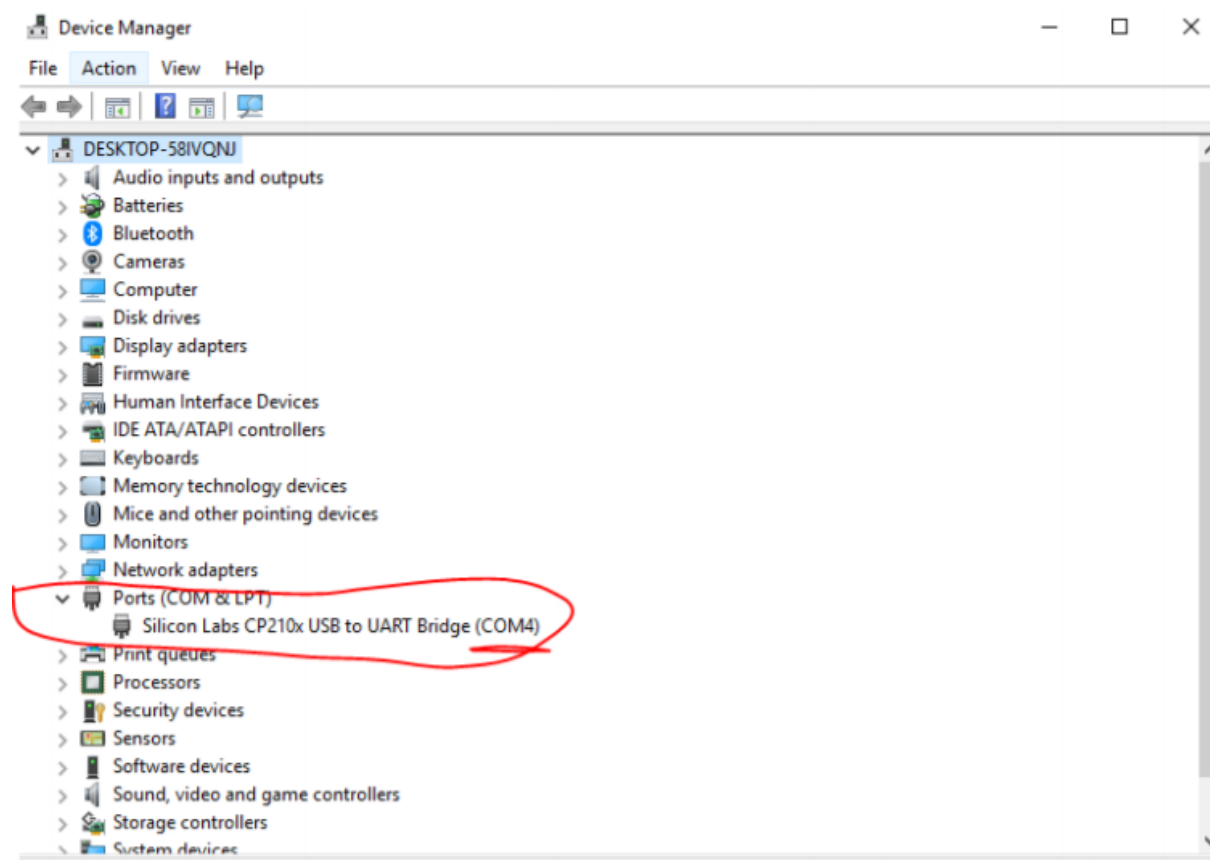 Device Manager
File Action View Help
DESKTOP-58IVQNJ
Audio inputs and outputs
Batteries
Bluetooth
Cameras
Computer
Disk drives
Display adapters
Firmware
Human Interface Devices
IDE ATA/ATAPI controllers
Keyboards
Memory technology devices
Mice and other pointing devices
Monitors
Network adapters
Ports (COM & LPT)
Silicon Labs CP210x USB to UART Bridge (COM4)
Print queues
Processors
Security devices
Sensors
Software devices
Sound, video and game controllers
Storage controllers
System devices